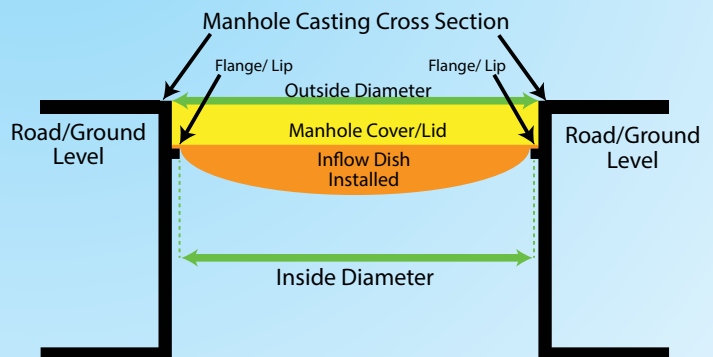 Manhole Casting Cross Section
Flange/ Lip
Flange/ Lip
Outside Diameter
Road/Ground
Level
Manhole Cover/Lid
Road/Ground
Level
Inflow Dish
Installed
Inside Diameter